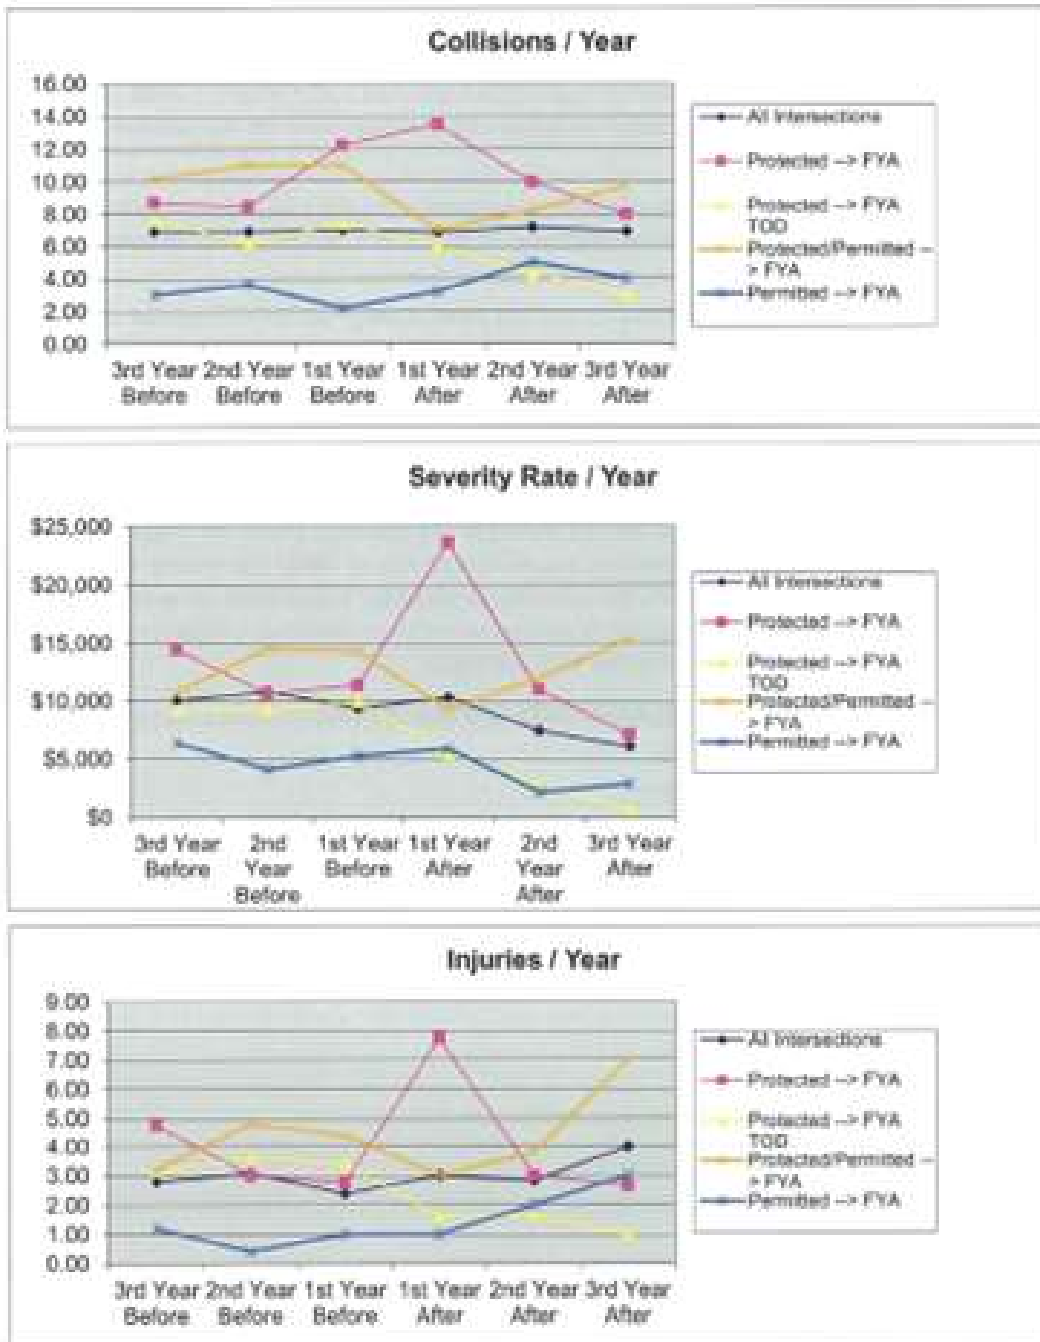 Collisions / Year
16.00
14.00
12.00
10.00
8.00
6.00
4.00
2.00
0.00
3rd Year Before
2nd Year Before
1st Year Before
1st Year After
2nd Year After
3rd Year After
All Intersections
Protected --> FYA
Protected --> FYA
TOD
Protected/Permitted --
> FYA
Permitted --> FYA
Severity Rate / Year
$25,000
$20,000
$15,000
$10,000
$5,000
$0
3rd Year
Before
2nd
Year
Before
1st Year
Before
1st Year
After
2nd
Year
After
3rd Year
After
All Intersections
Protected --> FYA
Protected --> FYA
TOD
Protected/Permitted --
> FYA
Permitted --> FYA
Injuries / Year
9.00
8.00
7.00
6.00
5.00
4.00
3.00
2.00
1.00
0.00
3rd Year
Before
2nd Year
Before
1st Year
Before
1st Year
After
2nd Year
After
3rd Year
After
All Intersections
Protected --> FYA
Protected --> FYA
TOD
Protected/Permitted --
> FYA
Permitted --> FYA